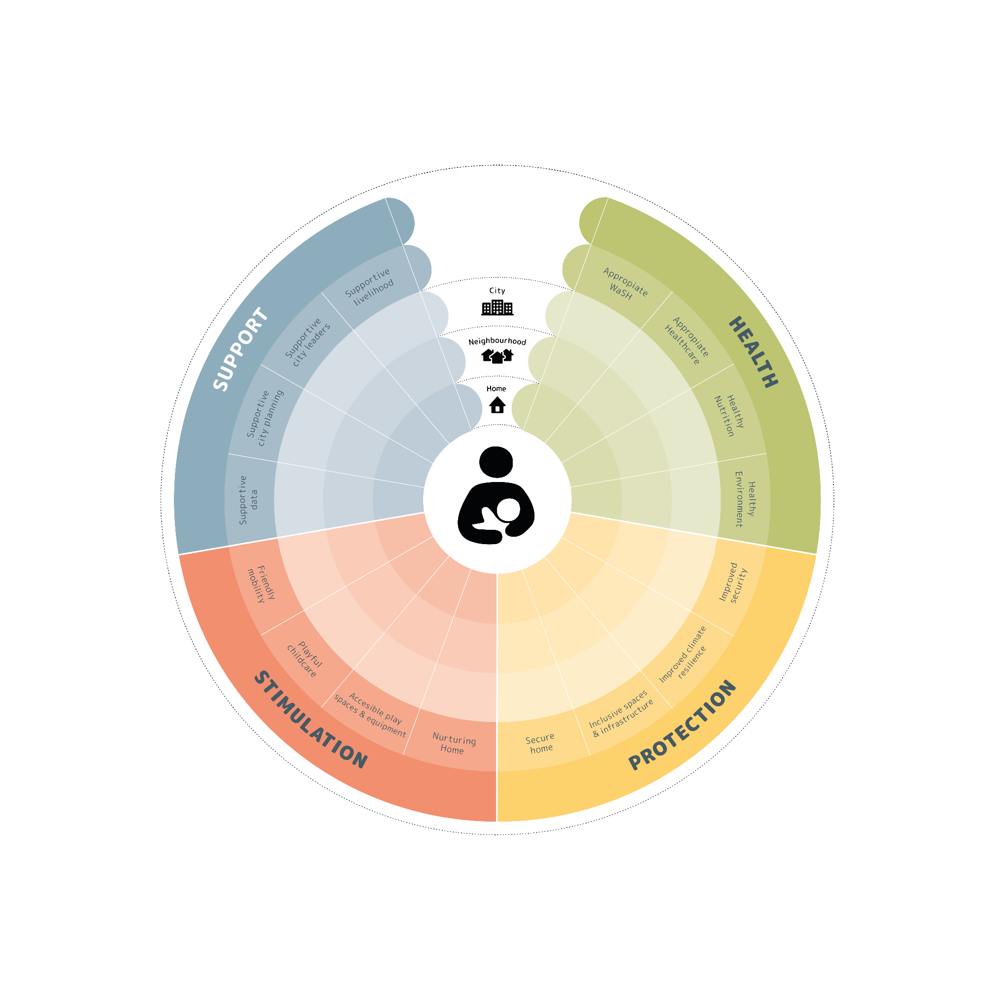 City
Neighbourhood
Home
HEALTH
Appropiate
WaSH
Appropiate
Healthcare
Healthy
Nutrition
Healthy
Environment
PROTECTION
Improved
security
Improved climate
resilience
Inclusive spaces
& infrastructure
Secure
home
STIMULATION
Nurturing
Home
Accesible play
spaces & equipment
Playful
childcare
Friendly
mobility
SUPPORT
Supportive
data
Supportive
city planning
Supportive
city leaders
Supportive
livelihood